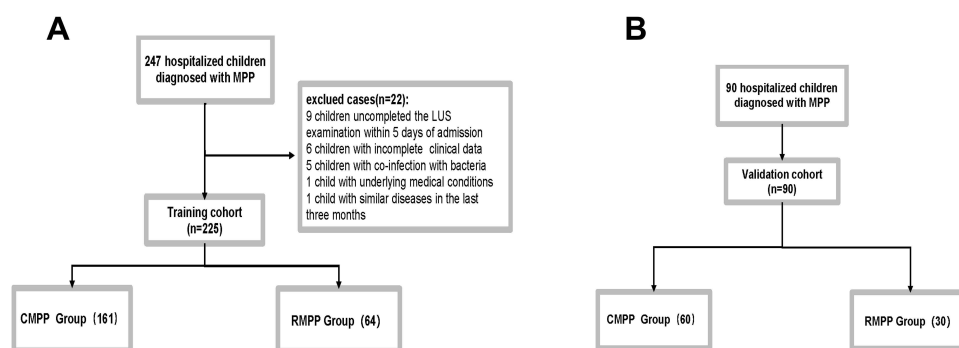 A
247 hospitalized children
diagnosed with MPP
exclued cases(n=22):
9 children uncompleted the LUS
examination within 5 days of admission
6 children with incomplete clinical data
5 children with co-infection with bacteria
1 child with underlying medical conditions
1 child with similar diseases in the last
three months
Training cohort
(n=225)
CMPP Group (161)
RMPP Group (64)
B
90 hospitalized children
diagnosed with MPP
Validation cohort
(n=90)
CMPP Group (60)
RMPP Group (30)